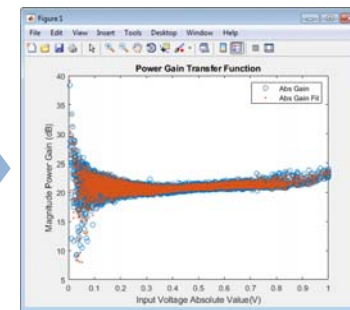 Figure 1
File Edit View Insert Tools Desktop Window Help
Power Gain Transfer Function
Abs Gain
Abs Gain Fit
Magnitude Power Gain (dB)
40
35
30
25
20
15
10
5
0 0.1 0.2 0.3 0.4 0.5 0.6 0.7 0.8 0.9 1
Input Voltage Absolute Value(V)